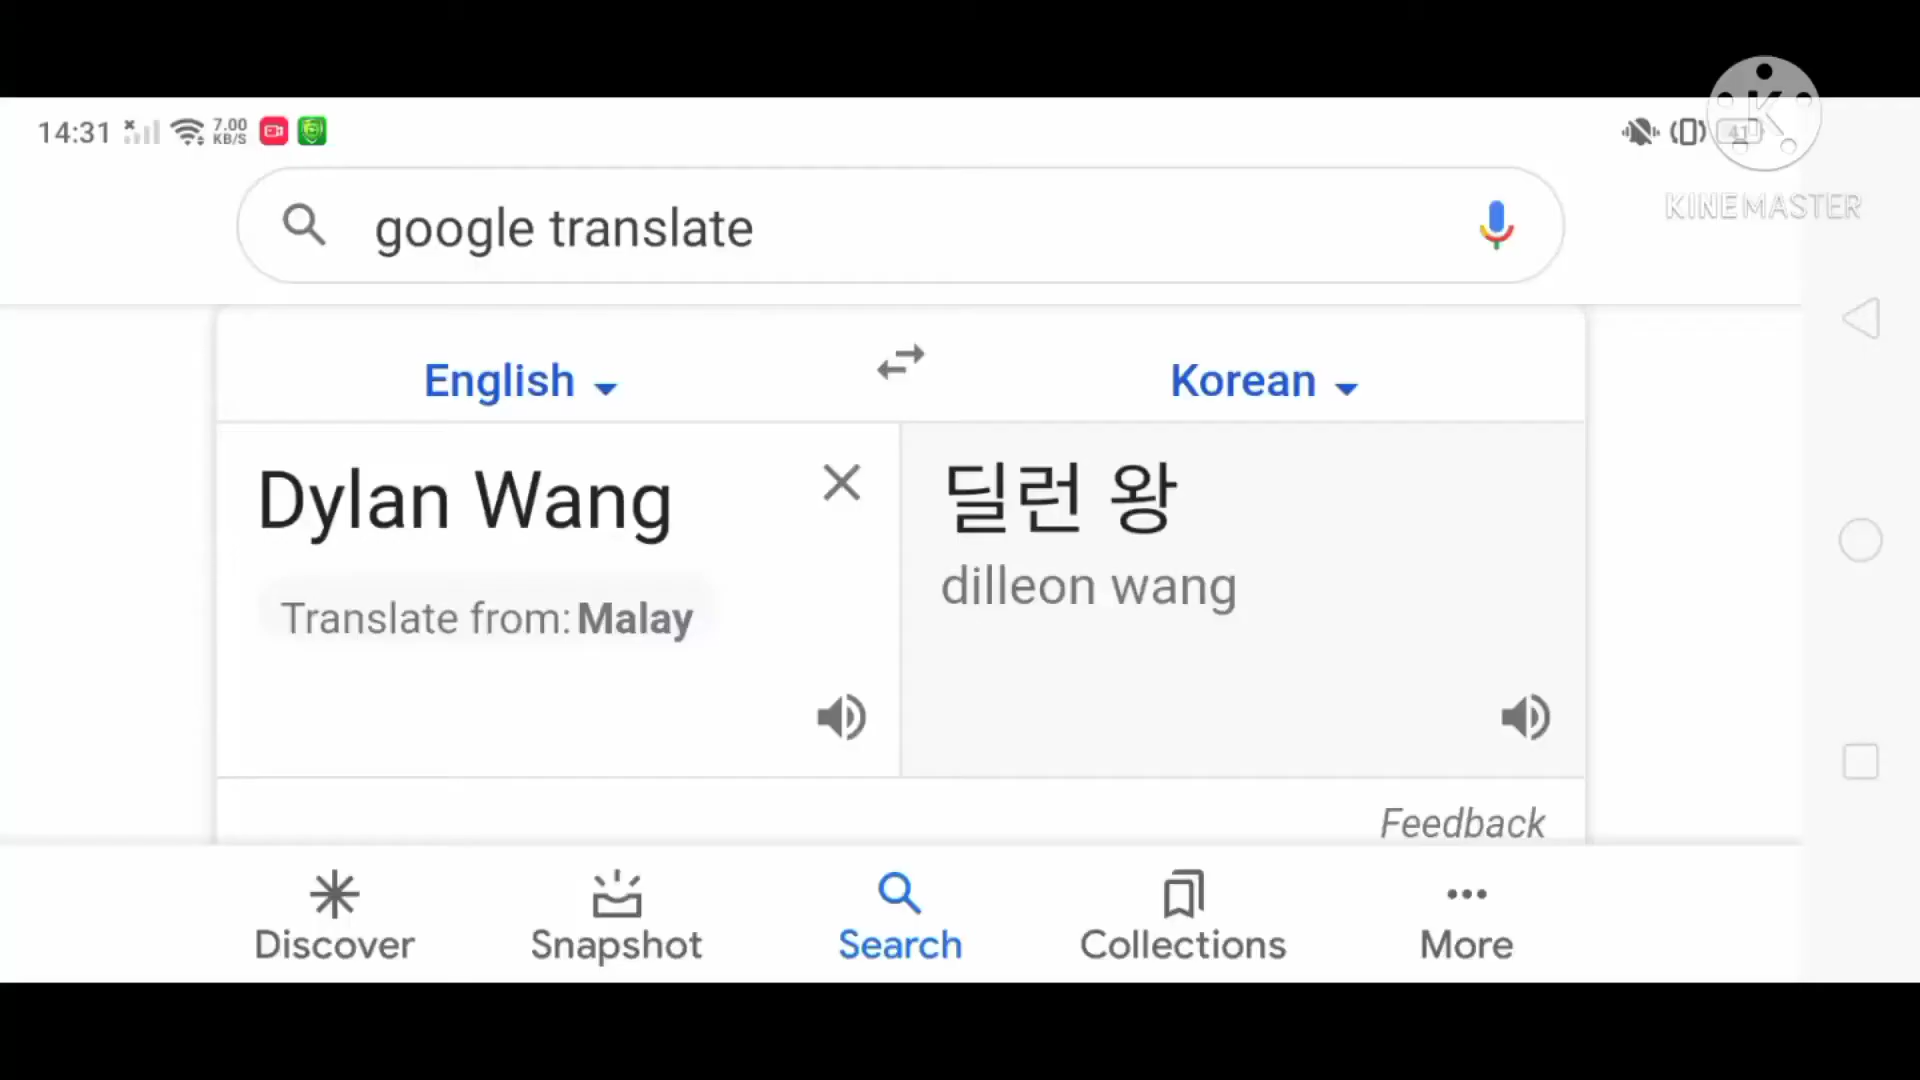 14:31 7.00 KB/S 41
KINEMASTER
google translate
English Korean
Dylan Wang
딜런 왕
dilleon wang
Translate from: Malay
Feedback
Discover Snapshot Search Collections More